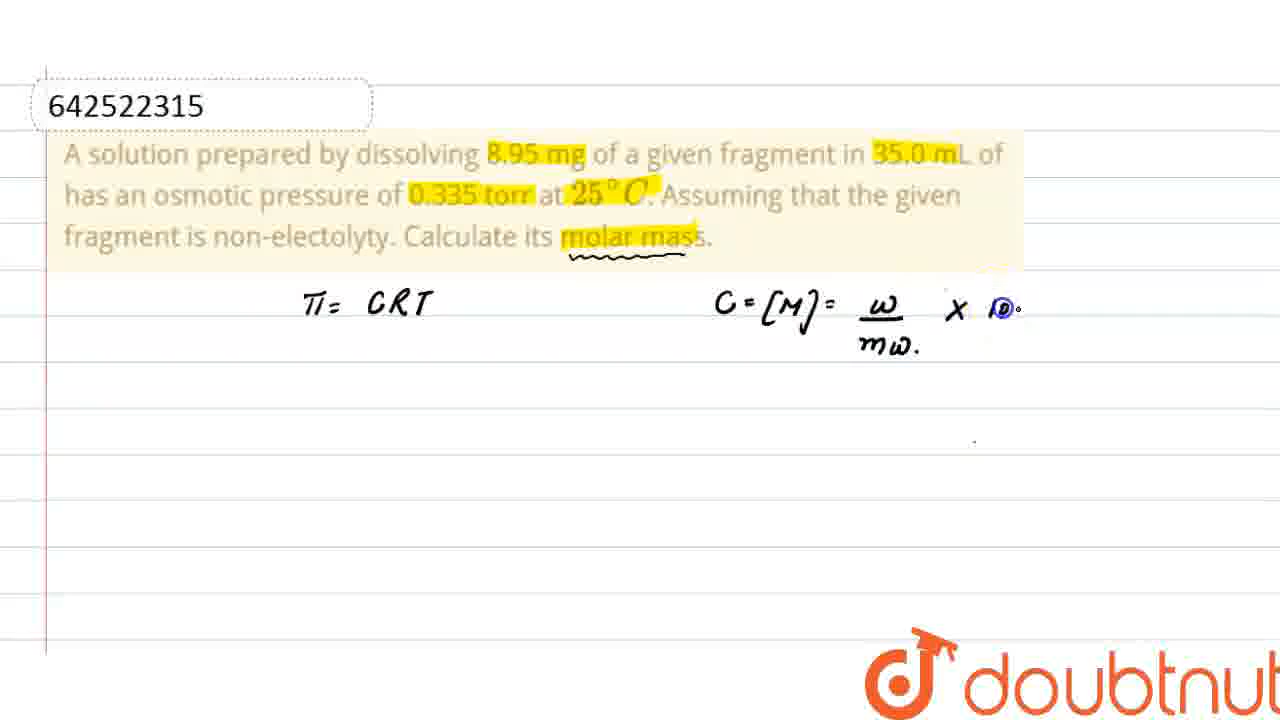 642522315
A solution prepared by dissolving 8.95 mg of a given fragment in 35.0 mL of
has an osmotic pressure of 0.335 torr at 25°C. Assuming that the given
fragment is non-electolyty. Calculate its molar mass.
π = CRT
C = [M] = w/mw. x
doubtnut